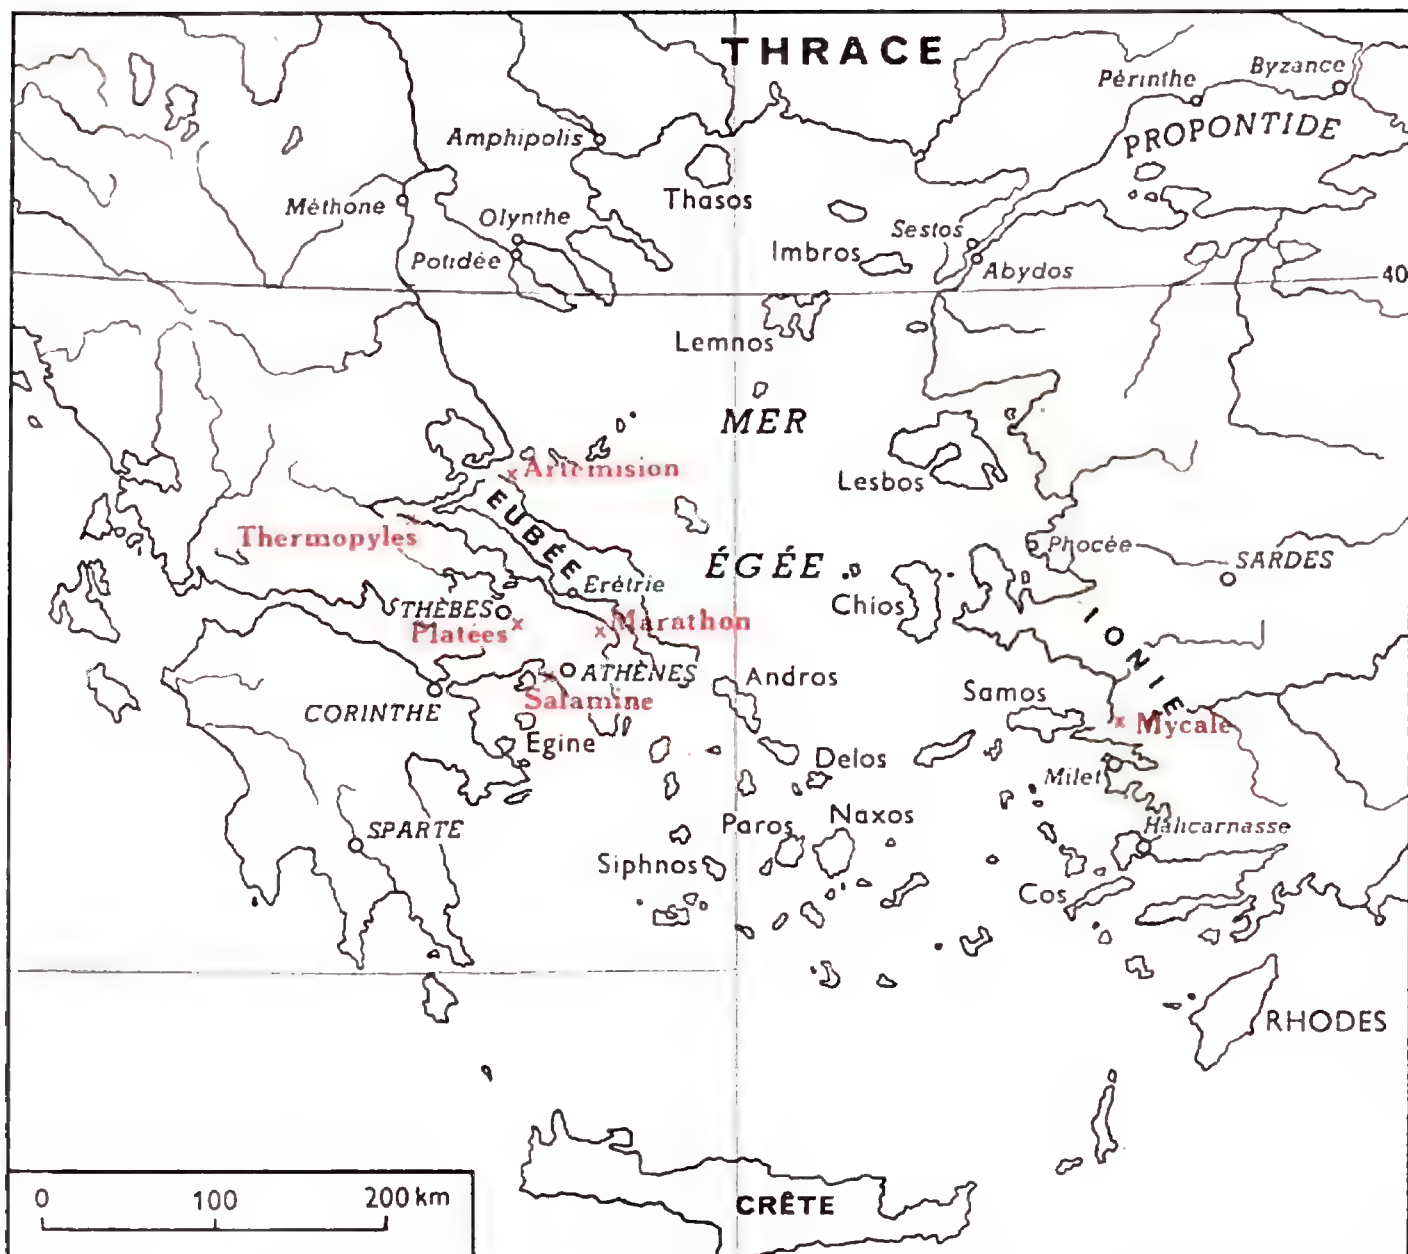 THRACE
Byzance
Périnthe
PROPONTIDE
Amphipolis
Thasos
Méthone
Olynthe
Potidée
Imbros
Sestos
Abydos
40
Lemnos
MER
Lesbos
Artémision
EUBÉE
Thermopyles
ÉGÉE
Phocée
SARDES
Erétrie
Chios
THÈBES
Platées
Marathon
IONIE
ATHÈNES
Andros
Samos
CORINTHE
Salamine
Egine
Mycale
Delos
Milet
SPARTE
Paros
Naxos
Halicarnasse
Siphnos
Cos
RHODES
CRÊTE
0 100 200 km